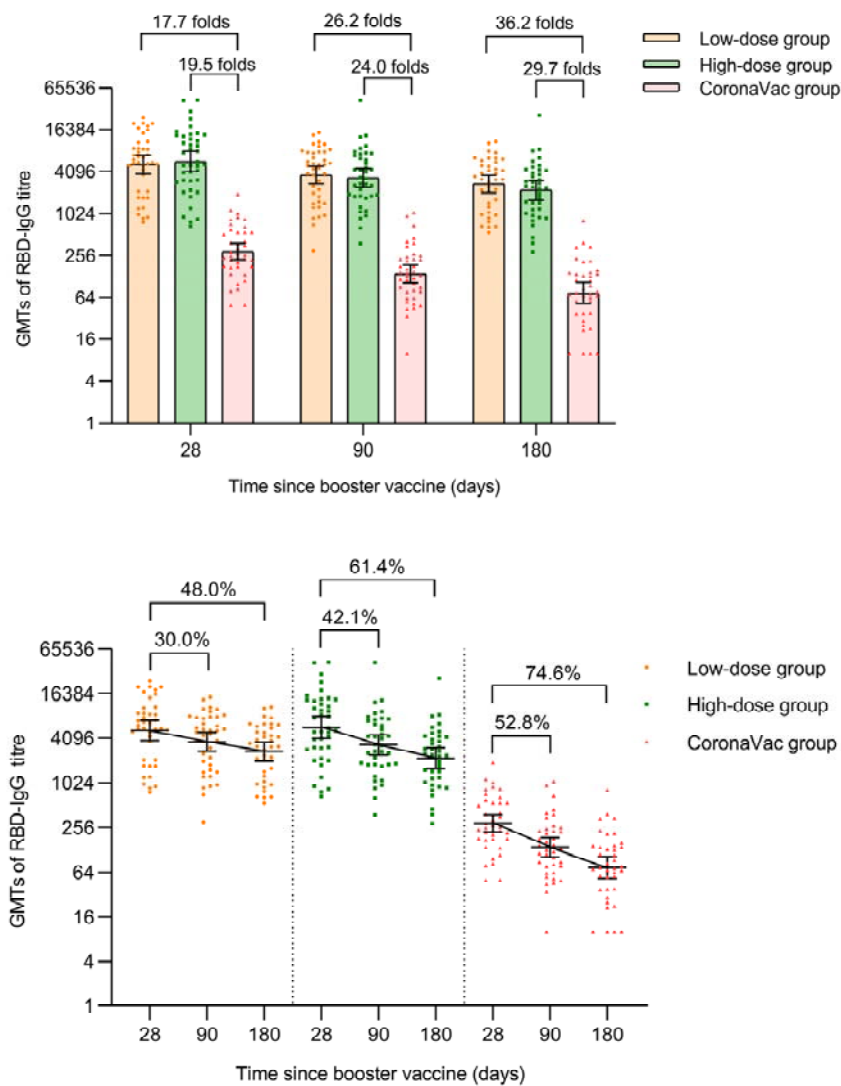 17.7 folds
26.2 folds
36.2 folds
19.5 folds
24.0 folds
29.7 folds
Low-dose group
High-dose group
CoronaVac group
GMTs of RBD-IgG titre
65536
16384
4096
1024
256
64
16
4
1
28
90
180
Time since booster vaccine (days)
48.0%
30.0%
61.4%
42.1%
74.6%
52.8%
Low-dose group
High-dose group
CoronaVac group
GMTs of RBD-IgG titre
65536
16384
4096
1024
256
64
16
4
1
28 90 180 28 90 180 28 90 180
Time since booster vaccine (days)